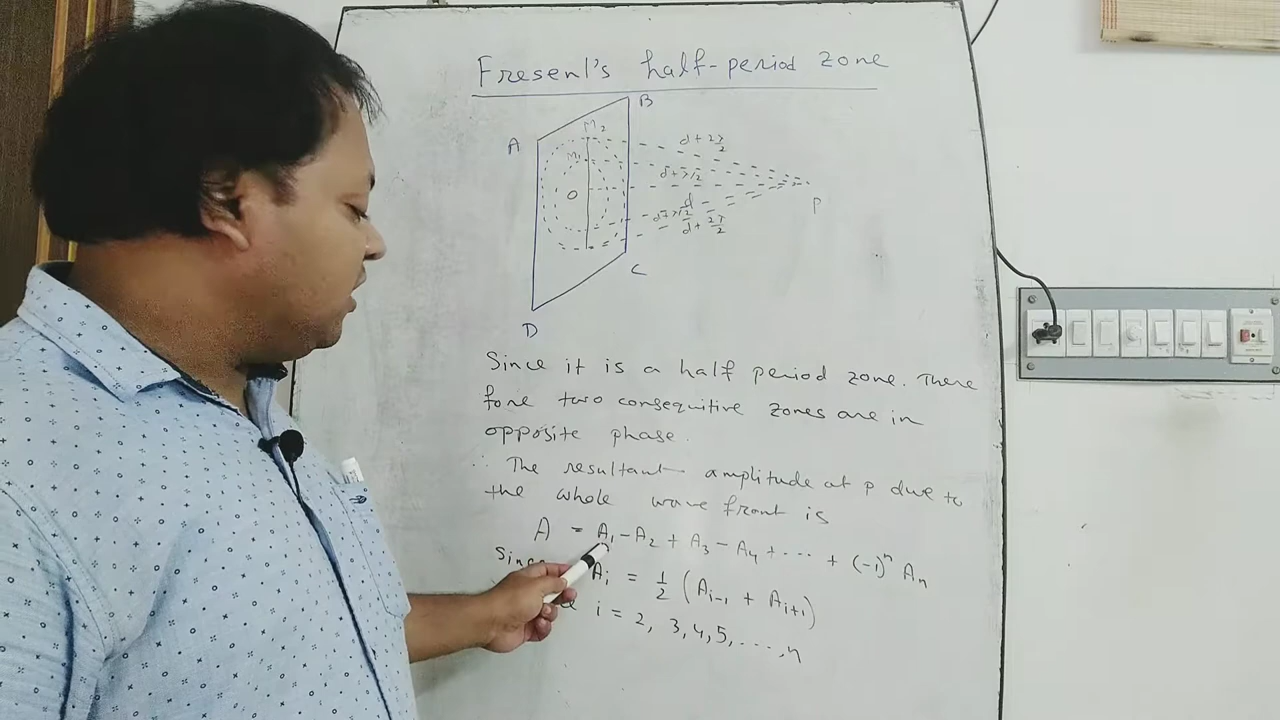 Fresenl's half-period zone
B
M₂
A
d + 2λ/2
M₁
d + λ/2
O
d
P
d + λ/2
d + 2λ/2
C
D
Since it is a half period zone. There
fore two consequitive zones are in
opposite phase.
∴ The resultant amplitude at p due to
the whole wave front is
A = A₁ - A₂ + A₃ - A₄ + ---- + (-1)ⁿ Aₙ
Since Aᵢ = 1/2 (Aᵢ₋₁ + Aᵢ₊₁)
i = 2, 3, 4, 5, ----, n